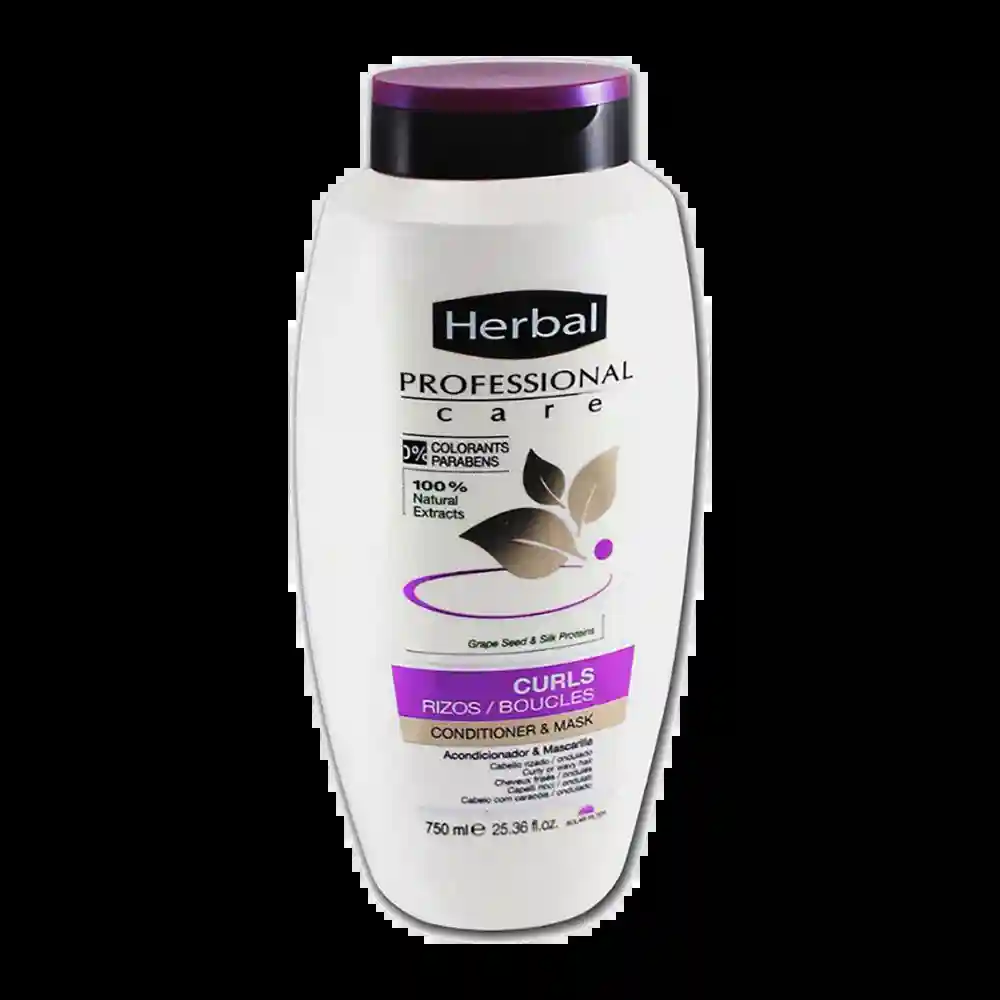 Herbal
PROFESSIONAL
care
0% COLORANTS
PARABENS
100%
Natural
Extracts
Grape Seed & Silk Proteins
CURLS
RIZOS / BOUCLES
CONDITIONER & MASK
Acondicionador & Mascarilla
Cabello rizado / ondulado
Curly or wavy hair
Cheveux frisés / ondulés
Capelli ricci / ondulati
Cabelo com caracóis / ondulado
750 ml e 25.36 fl.oz. SOLAR FILTER